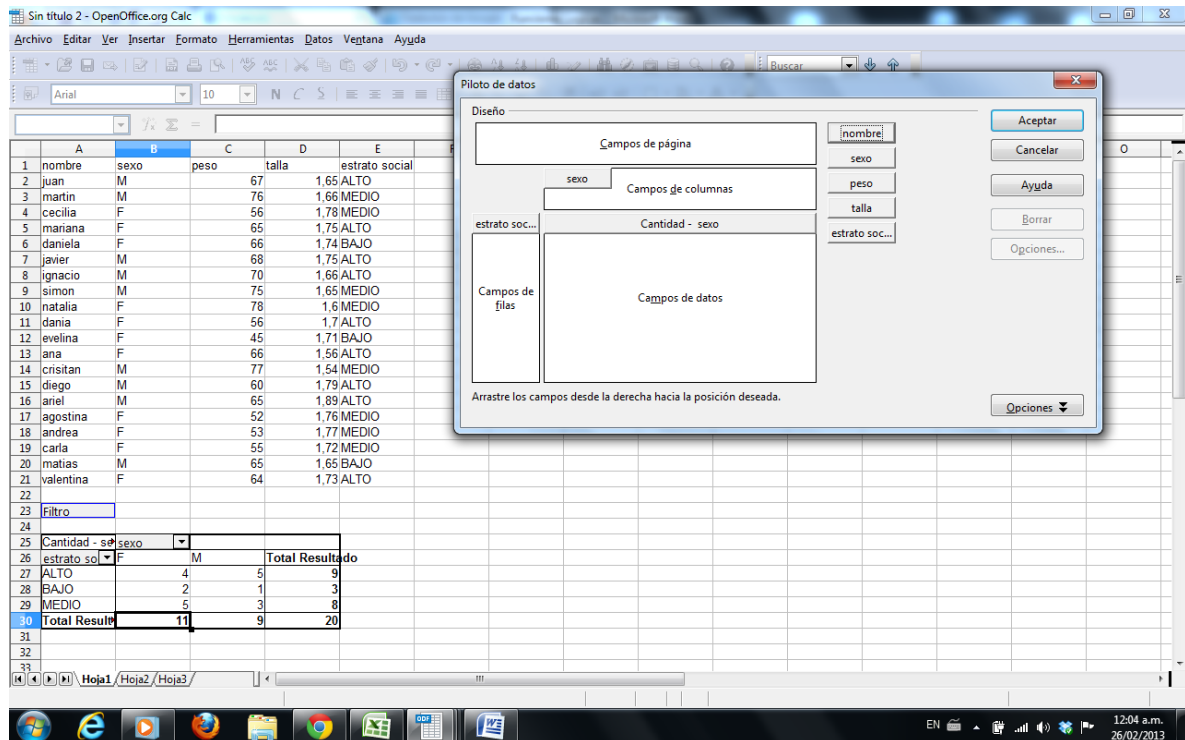 Sin título 2 - OpenOffice.org Calc
Archivo Editar Ver Insertar Formato Herramientas Datos Ventana Ayuda
Buscar
Arial 10 N C S
Piloto de datos
Diseño
Campos de página
sexo
Campos de columnas
estrato soc...
Cantidad - sexo
Campos de filas
Campos de datos
Arrastre los campos desde la derecha hacia la posición deseada.
nombre
sexo
peso
talla
estrato soc...
Aceptar
Cancelar
Ayuda
Borrar
Opciones...
Opciones
A B C D E O
1 nombre sexo peso talla estrato social
2 juan M 67 1,65 ALTO
3 martin M 76 1,66 MEDIO
4 cecilia F 56 1,78 MEDIO
5 mariana F 65 1,75 ALTO
6 daniela F 66 1,74 BAJO
7 javier M 68 1,75 ALTO
8 ignacio M 70 1,66 ALTO
9 simon M 75 1,65 MEDIO
10 natalia F 78 1,6 MEDIO
11 dania F 56 1,7 ALTO
12 evelina F 45 1,71 BAJO
13 ana F 66 1,56 ALTO
14 crisitan M 77 1,54 MEDIO
15 diego M 60 1,79 ALTO
16 ariel M 65 1,89 ALTO
17 agostina F 52 1,76 MEDIO
18 andrea F 53 1,77 MEDIO
19 carla F 55 1,72 MEDIO
20 matias M 65 1,65 BAJO
21 valentina F 64 1,73 ALTO
22
23 Filtro
24
25 Cantidad - se sexo
26 estrato so F M Total Resultado
27 ALTO 4 5 9
28 BAJO 2 1 3
29 MEDIO 5 3 8
30 Total Result 11 9 20
31
32
33
Hoja1 Hoja2 Hoja3
EN
12:04 a.m.
26/02/2013